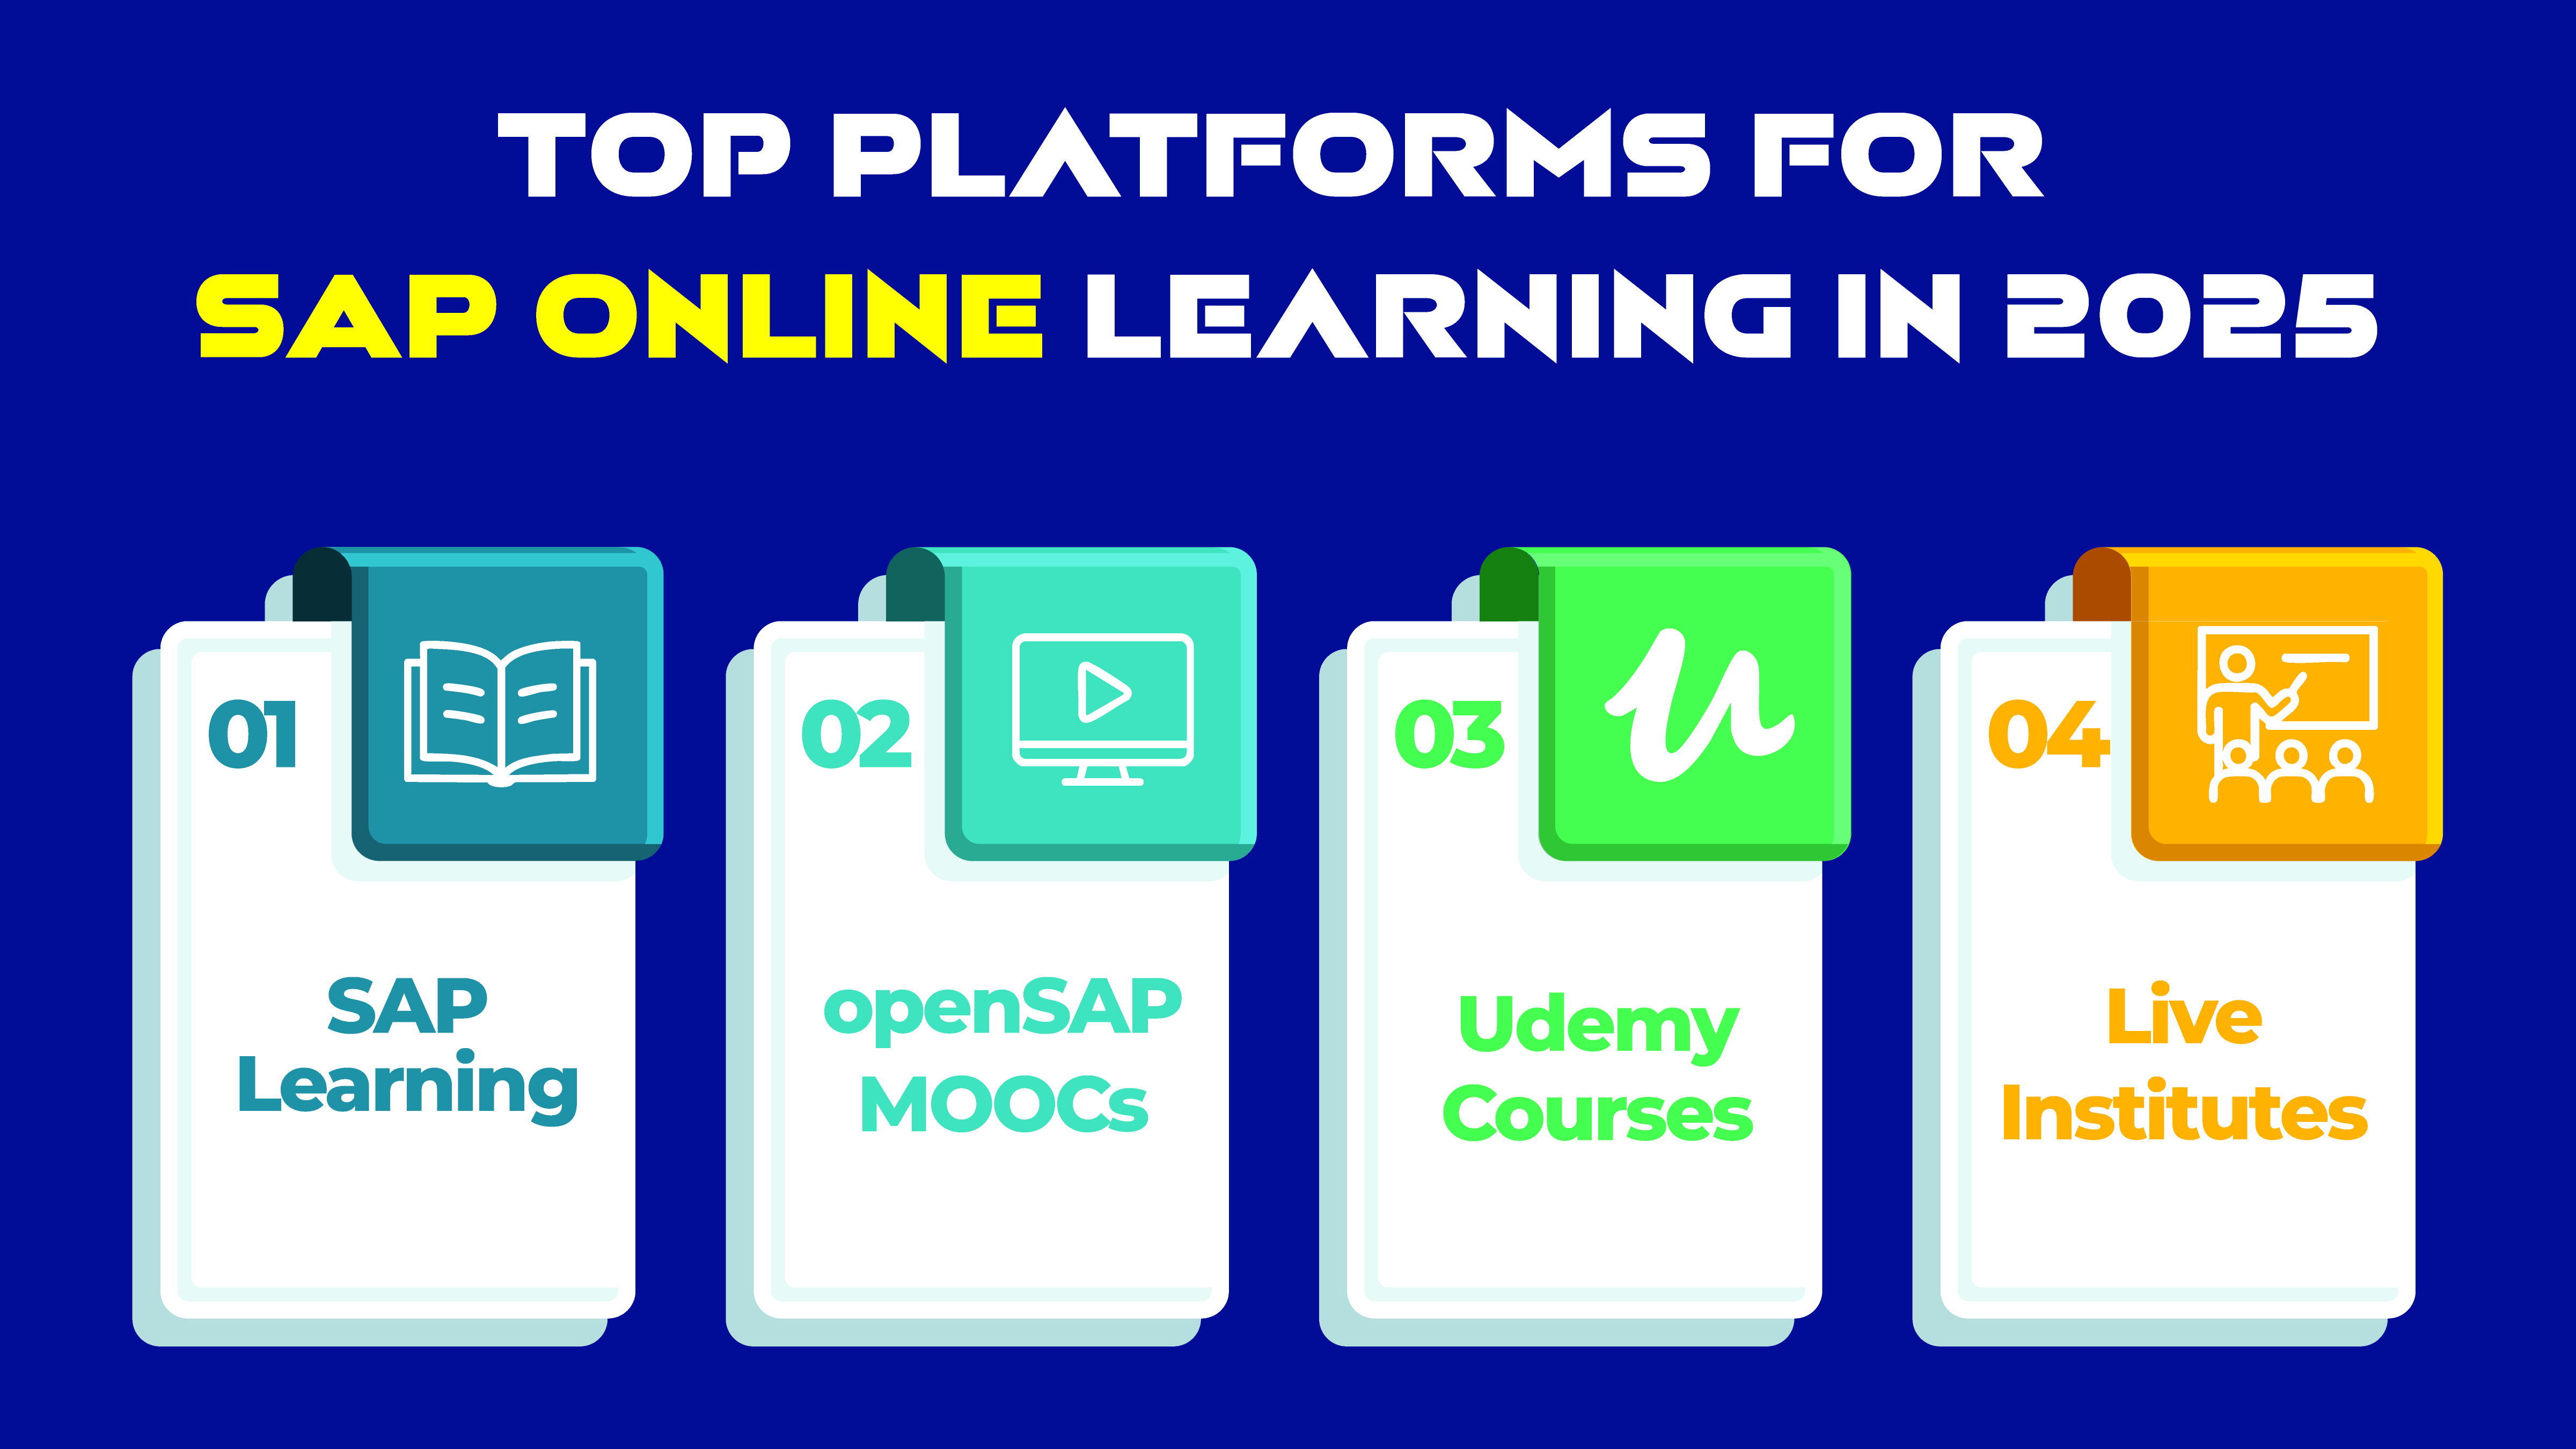 TOP PLATFORMS FOR
SAP ONLINE LEARNING IN 2025
01
SAP
Learning
02
openSAP
MOOCs
03
Udemy
Courses
04
Live
Institutes